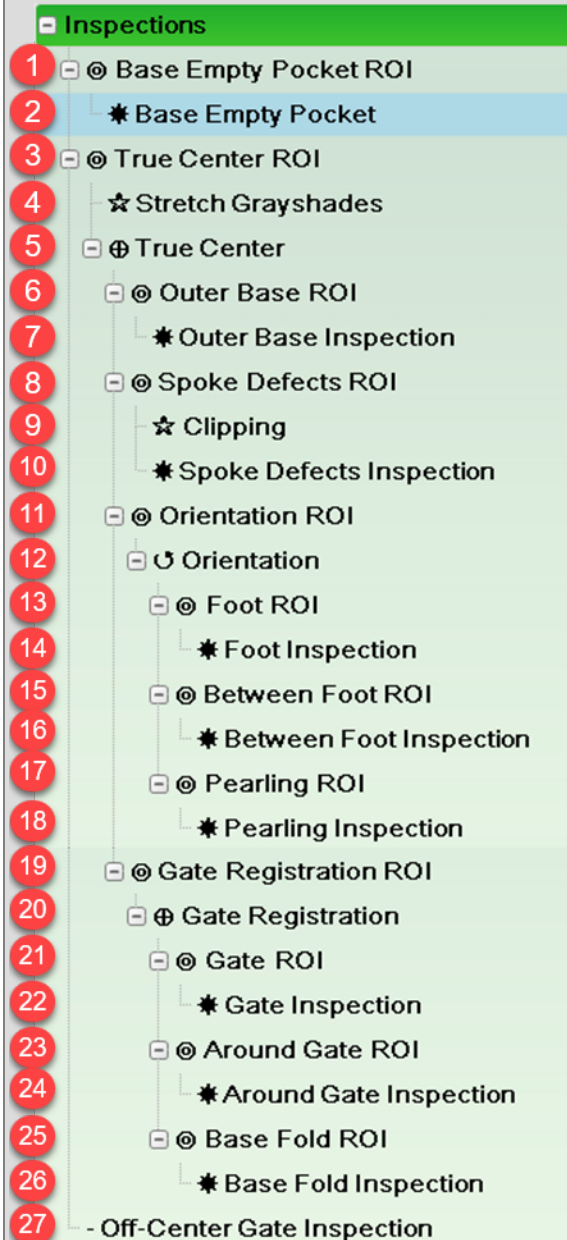 Inspections
1 Base Empty Pocket ROI
2 Base Empty Pocket
3 True Center ROI
4 Stretch Grayshades
5 True Center
6 Outer Base ROI
7 Outer Base Inspection
8 Spoke Defects ROI
9 Clipping
10 Spoke Defects Inspection
11 Orientation ROI
12 Orientation
13 Foot ROI
14 Foot Inspection
15 Between Foot ROI
16 Between Foot Inspection
17 Pearling ROI
18 Pearling Inspection
19 Gate Registration ROI
20 Gate Registration
21 Gate ROI
22 Gate Inspection
23 Around Gate ROI
24 Around Gate Inspection
25 Base Fold ROI
26 Base Fold Inspection
27 - Off-Center Gate Inspection